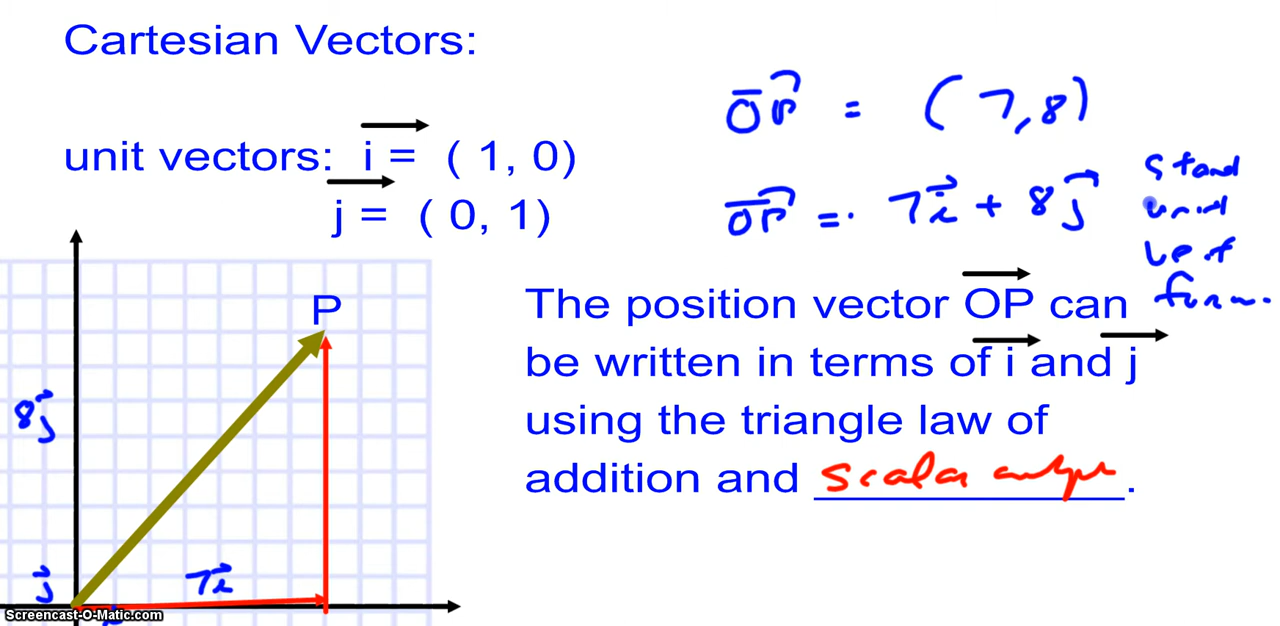 Cartesian Vectors:
unit vectors: i = ( 1, 0)
j = ( 0, 1)
OP = (7,8)
OP = 7i + 8j
stand
unit
form.
The position vector OP can
be written in terms of i and j
using the triangle law of
addition and scalar .
P
8j
j
7i
Screencast-O-Matic.com